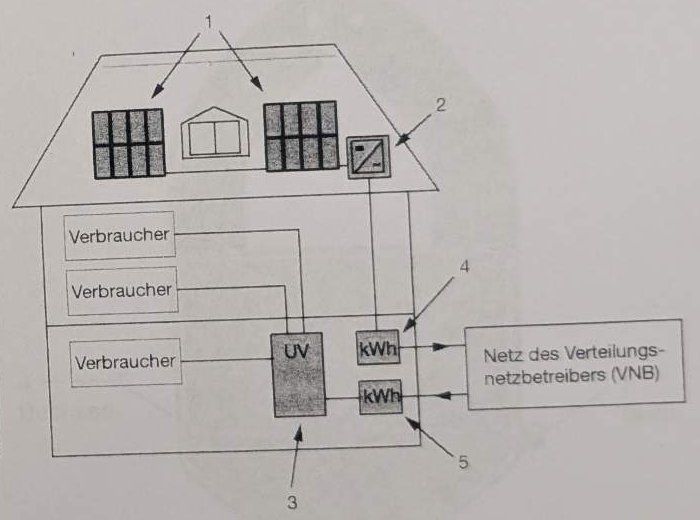 1
2
Verbraucher
Verbraucher
4
Verbraucher
UV
kWh
Netz des Verteilungs-
netzbetreibers (VNB)
kWh
5
3